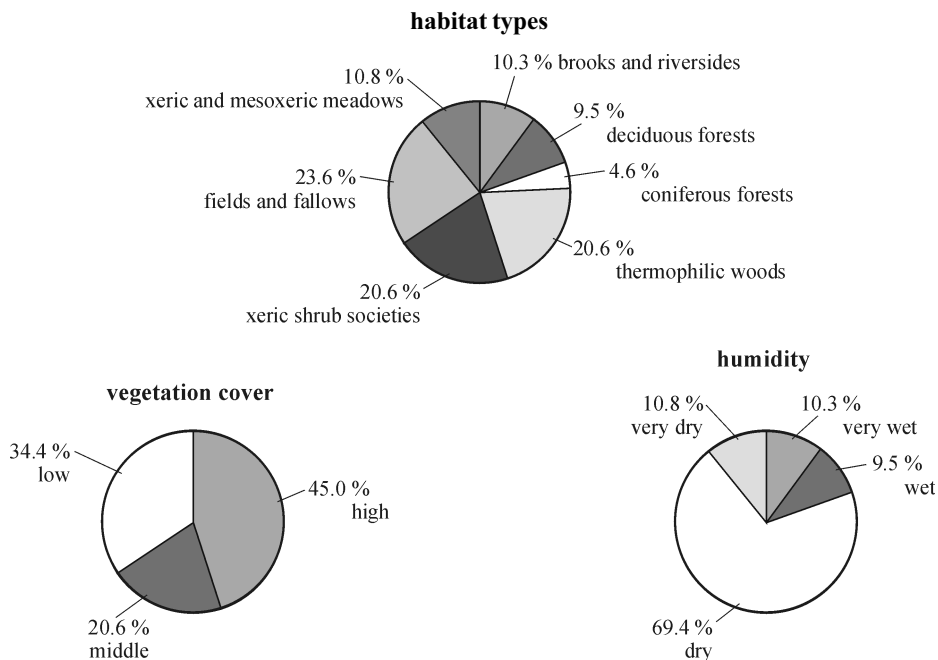 habitat types
10.3 % brooks and riversides
10.8 %
xeric and mesoxeric meadows
9.5 %
deciduous forests
4.6 %
coniferous forests
23.6 %
fields and fallows
20.6 %
thermophilic woods
20.6 %
xeric shrub societies
vegetation cover
34.4 %
low
45.0 %
high
20.6 %
middle
humidity
10.8 %
very dry
10.3 %
very wet
9.5 %
wet
69.4 %
dry